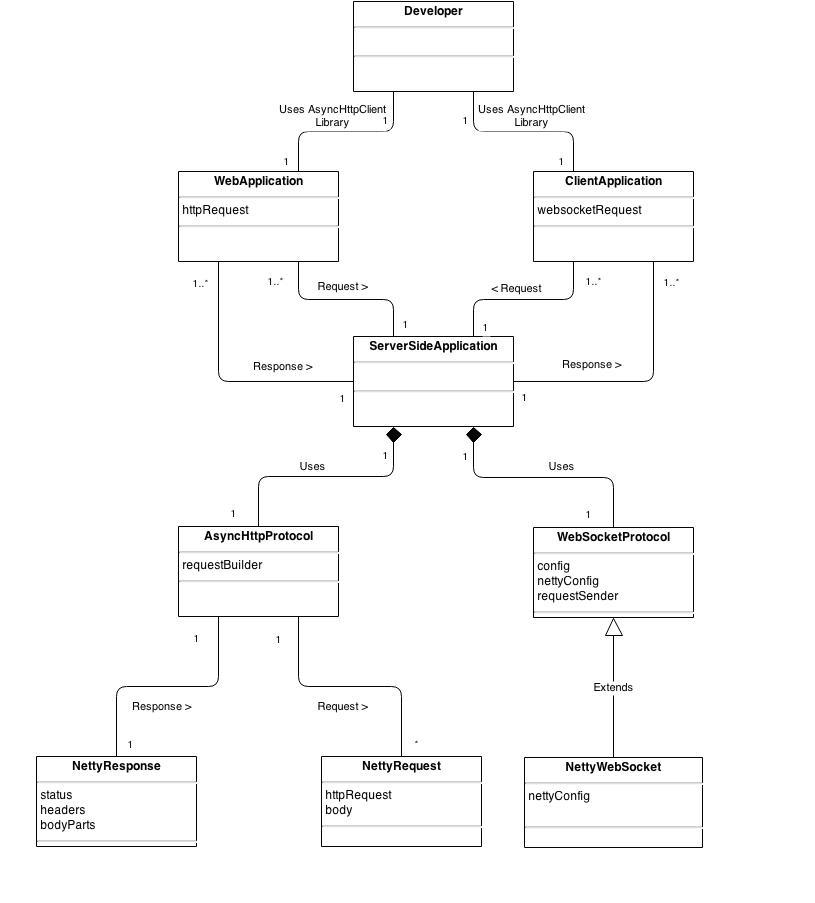 Developer
Uses AsyncHttpClient
Library
1
1
Uses AsyncHttpClient
Library
1
1
WebApplication
httpRequest
ClientApplication
websocketRequest
1..*
1..*
Request >
1
< Request
1
1..*
1..*
ServerSideApplication
Response >
1
Response >
1
1
1
Uses
Uses
1
1
AsyncHttpProtocol
requestBuilder
WebSocketProtocol
config
nettyConfig
requestSender
1
1
Extends
Response >
Request >
1
*
NettyResponse
status
headers
bodyParts
NettyRequest
httpRequest
body
NettyWebSocket
nettyConfig